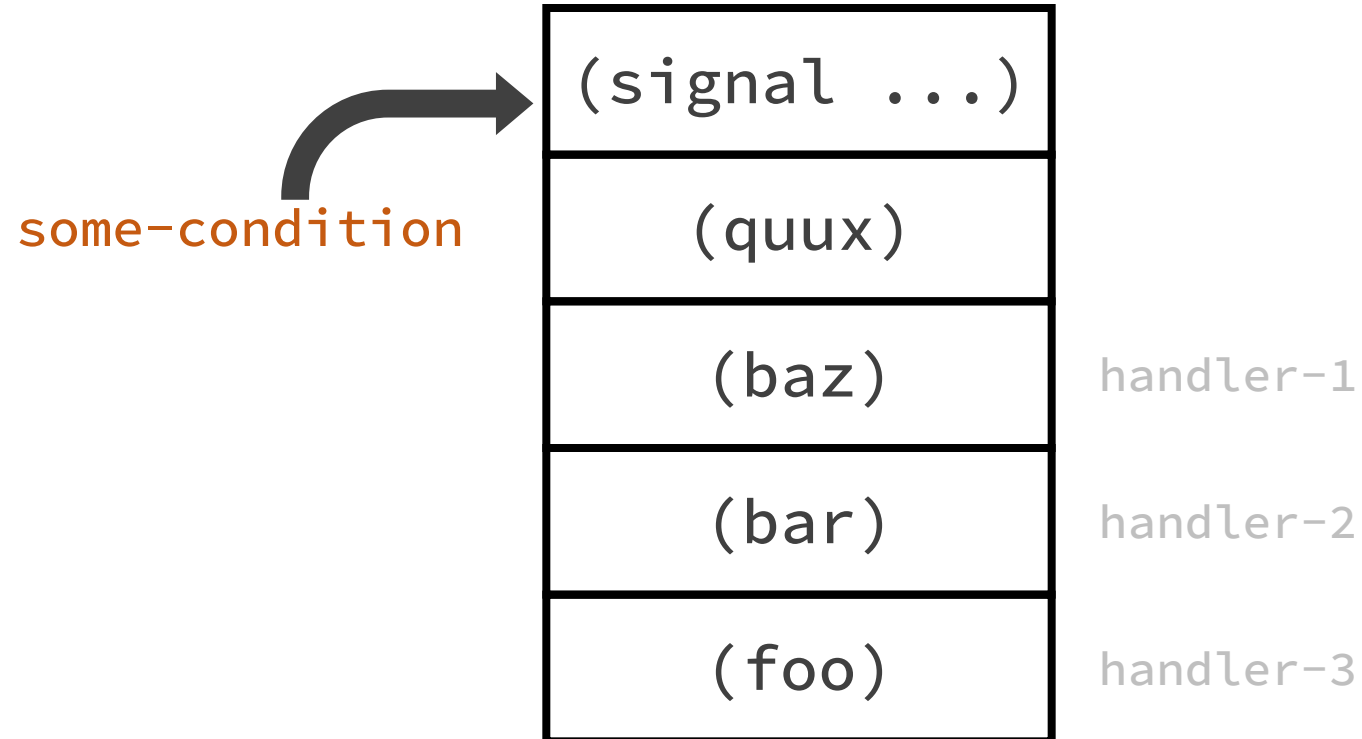 (signal ...)
some-condition
(quux)
(baz)
handler-1
(bar)
handler-2
(foo)
handler-3